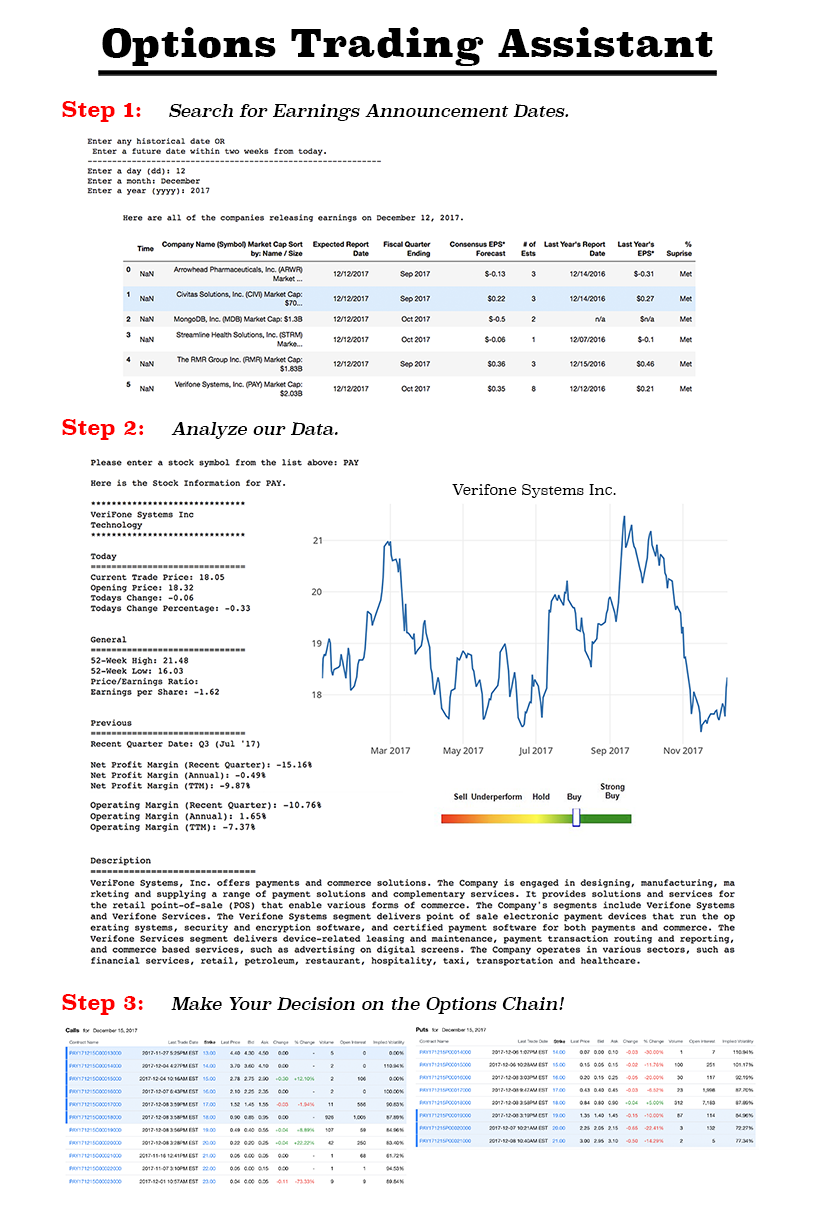 Options Trading Assistant
Step 1: Search for Earnings Announcement Dates.
Enter any historical date OR
Enter a future date within two weeks from today.
------------------------------------------------------------
Enter a day (dd): 12
Enter a month: December
Enter a year (yyyy): 2017
Here are all of the companies releasing earnings on December 12, 2017.
Time Company Name (Symbol) Market Cap Sort by: Name / Size Expected Report Date Fiscal Quarter Ending Consensus EPS* Forecast # of Ests Last Year's Report Date Last Year's EPS* % Suprise
0 NaN Arrowhead Pharmaceuticals, Inc. (ARWR) Market ... 12/12/2017 Sep 2017 $-0.13 3 12/14/2016 $-0.31 Met
1 NaN Civitas Solutions, Inc. (CIVI) Market Cap: $70... 12/12/2017 Sep 2017 $0.22 3 12/14/2016 $0.27 Met
2 NaN MongoDB, Inc. (MDB) Market Cap: $1.3B 12/12/2017 Oct 2017 $-0.5 2 n/a $n/a Met
3 NaN Streamline Health Solutions, Inc. (STRM) Marke... 12/12/2017 Oct 2017 $-0.06 1 12/07/2016 $-0.1 Met
4 NaN The RMR Group Inc. (RMR) Market Cap: $1.83B 12/12/2017 Sep 2017 $0.36 3 12/15/2016 $0.46 Met
5 NaN Verifone Systems, Inc. (PAY) Market Cap: $2.03B 12/12/2017 Oct 2017 $0.35 8 12/12/2016 $0.21 Met
Step 2: Analyze our Data.
Please enter a stock symbol from the list above: PAY
Here is the Stock Information for PAY.
******************************
VeriFone Systems Inc
Technology
******************************
Today
==============================
Current Trade Price: 18.05
Opening Price: 18.32
Todays Change: -0.06
Todays Change Percentage: -0.33
General
==============================
52-Week High: 21.48
52-Week Low: 16.03
Price/Earnings Ratio:
Earnings per Share: -1.62
Previous
==============================
Recent Quarter Date: Q3 (Jul '17)
Net Profit Margin (Recent Quarter): -15.16%
Net Profit Margin (Annual): -0.49%
Net Profit Margin (TTM): -9.87%
Operating Margin (Recent Quarter): -10.76%
Operating Margin (Annual): 1.65%
Operating Margin (TTM): -7.37%
Verifone Systems Inc.
21
20
19
18
Mar 2017 May 2017 Jul 2017 Sep 2017 Nov 2017
Sell Underperform Hold Buy Strong Buy
Description
================================
VeriFone Systems, Inc. offers payments and commerce solutions. The Company is engaged in designing, manufacturing, ma
rketing and supplying a range of payment solutions and complementary services. It provides solutions and services for
the retail point-of-sale (POS) that enable various forms of commerce. The Company's segments include Verifone Systems
and Verifone Services. The Verifone Systems segment delivers point of sale electronic payment devices that run the op
erating systems, security and encryption software, and certified payment software for both payments and commerce. The
Verifone Services segment delivers device-related leasing and maintenance, payment transaction routing and reporting,
and commerce based services, such as advertising on digital screens. The Company operates in various sectors, such as
financial services, retail, petroleum, restaurant, hospitality, taxi, transportation and healthcare.
Step 3: Make Your Decision on the Options Chain!
Calls for December 15, 2017
Contract Name Last Trade Date Strike Last Price Bid Ask Change % Change Volume Open Interest Implied Volatility
PAY171215C00013000 2017-11-27 5:25PM EST 13.00 4.40 4.30 4.50 0.00 - 5 0 0.00%
PAY171215C00014000 2017-12-04 4:27PM EST 14.00 3.70 3.60 4.10 0.00 - 2 0 110.94%
PAY171215C00015000 2017-12-04 10:16AM EST 15.00 2.78 2.75 2.90 +0.30 +12.10% 2 106 0.00%
PAY171215C00016000 2017-12-07 6:43PM EST 16.00 2.10 2.25 2.35 0.00 - 2 0 100.00%
PAY171215C00017000 2017-12-08 3:59PM EST 17.00 1.52 1.45 1.55 -0.03 -1.94% 11 556 90.63%
PAY171215C00018000 2017-12-08 3:58PM EST 18.00 0.90 0.85 0.95 0.00 - 926 1,005 87.89%
PAY171215C00019000 2017-12-08 3:56PM EST 19.00 0.49 0.40 0.55 +0.04 +8.89% 107 59 84.96%
PAY171215C00020000 2017-12-08 3:28PM EST 20.00 0.22 0.20 0.25 +0.04 +22.22% 42 250 83.40%
PAY171215C00021000 2017-11-16 12:41PM EST 21.00 0.05 0.00 0.05 0.00 - 1 68 61.72%
PAY171215C00022000 2017-11-07 3:10PM EST 22.00 0.05 0.00 0.15 0.00 - 1 1 94.53%
PAY171215C00023000 2017-12-01 10:57AM EST 23.00 0.04 0.00 0.05 -0.11 -73.33% 9 9 89.84%
Puts for December 15, 2017
Contract Name Last Trade Date Strike Last Price Bid Ask Change % Change Volume Open Interest Implied Volatility
PAY171215P00014000 2017-12-06 1:07PM EST 14.00 0.07 0.00 0.10 -0.03 -30.00% 1 7 110.94%
PAY171215P00015000 2017-12-06 10:28AM EST 15.00 0.15 0.05 0.15 -0.02 -11.76% 100 251 101.17%
PAY171215P00016000 2017-12-08 3:03PM EST 16.00 0.20 0.15 0.25 -0.05 -20.00% 30 117 92.19%
PAY171215P00017000 2017-12-08 9:47AM EST 17.00 0.43 0.40 0.45 -0.03 -6.52% 23 1,998 87.70%
PAY171215P00018000 2017-12-08 3:58PM EST 18.00 0.84 0.80 0.90 +0.04 +5.00% 312 7,163 87.89%
PAY171215P00019000 2017-12-08 3:19PM EST 19.00 1.35 1.40 1.45 -0.15 -10.00% 67 114 84.96%
PAY171215P00020000 2017-12-07 10:21AM EST 20.00 2.25 2.05 2.15 -0.65 -22.41% 3 132 72.27%
PAY171215P00021000 2017-12-08 10:40AM EST 21.00 3.00 2.95 3.10 -0.50 -14.29% 2 5 77.34%